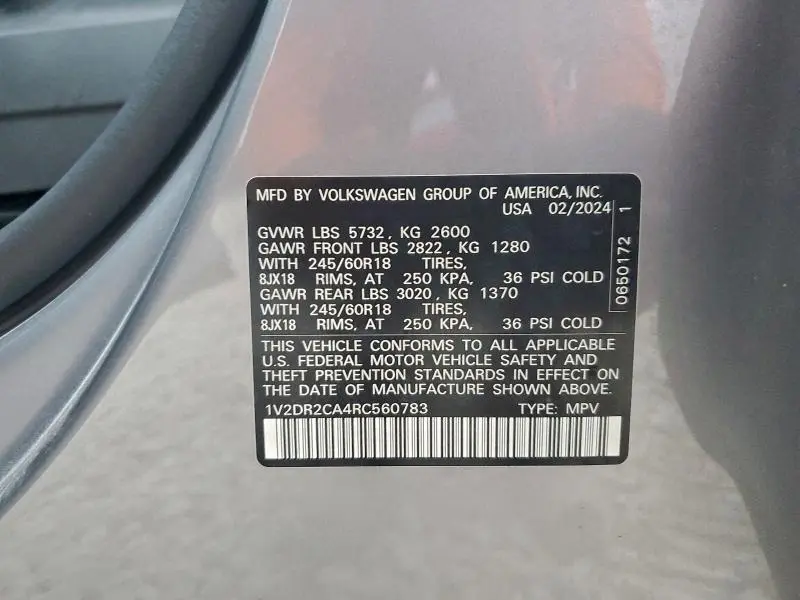 MFD BY VOLKSWAGEN GROUP OF AMERICA, INC.
USA 02/2024
GVWR LBS 5732, KG 2600
GAWR FRONT LBS 2822, KG 1280
WITH 245/60R18 TIRES,
8JX18 RIMS, AT 250 KPA, 36 PSI COLD
GAWR REAR LBS 3020, KG 1370
WITH 245/60R18 TIRES,
8JX18 RIMS, AT 250 KPA, 36 PSI COLD
THIS VEHICLE CONFORMS TO ALL APPLICABLE
U.S. FEDERAL MOTOR VEHICLE SAFETY AND
THEFT PREVENTION STANDARDS IN EFFECT ON
THE DATE OF MANUFACTURE SHOWN ABOVE.
1V2DR2CA4RC560783 TYPE: MPV
0650172 1